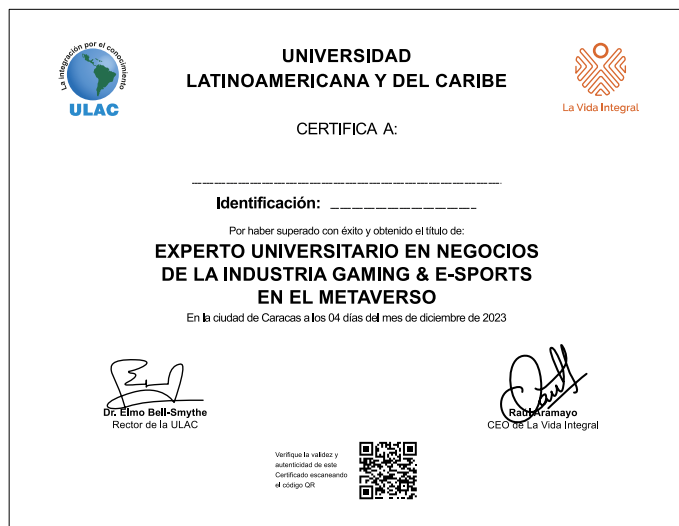 La integración por el conocimiento
ULAC
UNIVERSIDAD
LATINOAMERICANA Y DEL CARIBE
La Vida Integral
CERTIFICA A:
Identificación:
Por haber superado con éxito y obtenido el título de:
EXPERTO UNIVERSITARIO EN NEGOCIOS
DE LA INDUSTRIA GAMING & E-SPORTS
EN EL METAVERSO
En la ciudad de Caracas a los 04 días del mes de diciembre de 2023
Dr. Elmo Bell-Smythe
Rector de la ULAC
Raúl Aramayo
CEO de La Vida Integral
Verifique la validez y
autenticidad de este
Certificado escaneando
el código QR